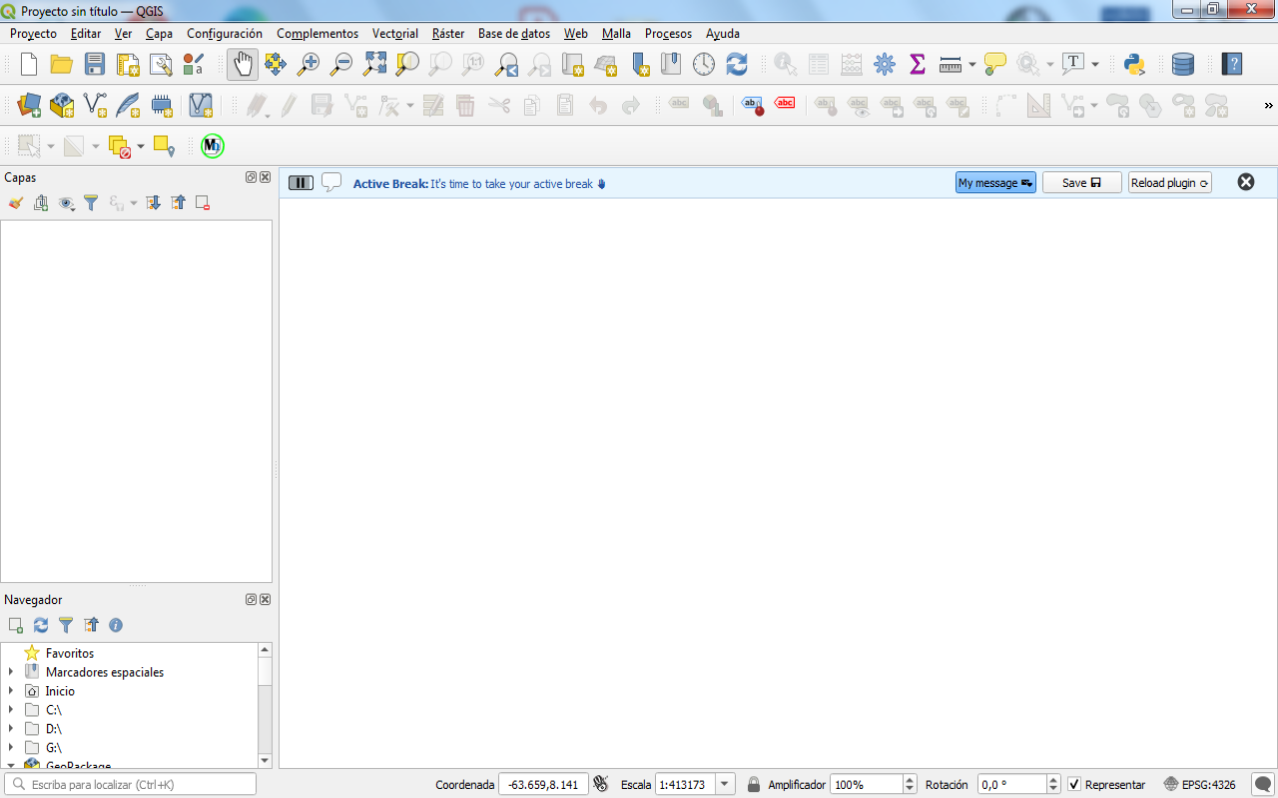 Proyecto sin título — QGIS
Proyecto Editar Ver Capa Configuración Complementos Vectorial Ráster Base de datos Web Malla Procesos Ayuda
Capas
Active Break: It's time to take your active break
My message
Save
Reload plugin
Navegador
Favoritos
Marcadores espaciales
Inicio
C:\
D:\
G:\
GeoPackage
Escriba para localizar (Ctrl+K)
Coordenada -63.659,8.141 Escala 1:413173 Amplificador 100% Rotación 0,0 ° Representar EPSG:4326